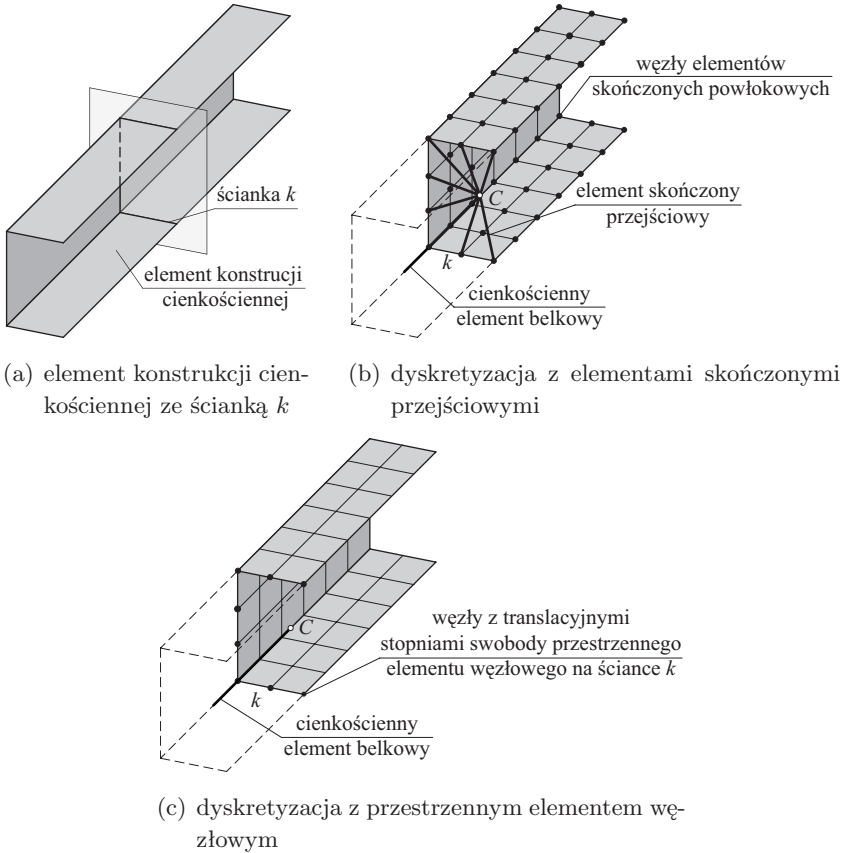 ścianka k
element konstrucji
cienkościennej
węzły elementów
skończonych powłokowych
C
element skończony
przejściowy
k
cienkościenny
element belkowy
(a) element konstrukcji cien-
kościennej ze ścianką k
(b) dyskretyzacja z elementami skończonymi
przejściowymi
C
węzły z translacyjnymi
stopniami swobody przestrzennego
elementu węzłowego na ściance k
k
cienkościenny
element belkowy
(c) dyskretyzacja z przestrzennym elementem wę-
złowym